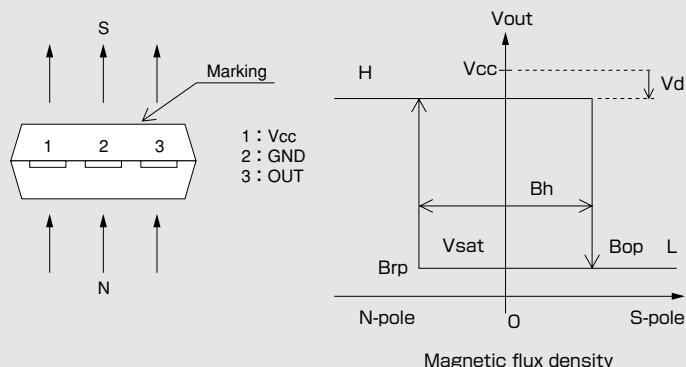 S
Marking
1 2 3
1：Vcc
2：GND
3：OUT
N
Vout
H
Vcc
Vd
Bh
Vsat
Bop
L
Brp
N-pole
O
S-pole
Magnetic flux density